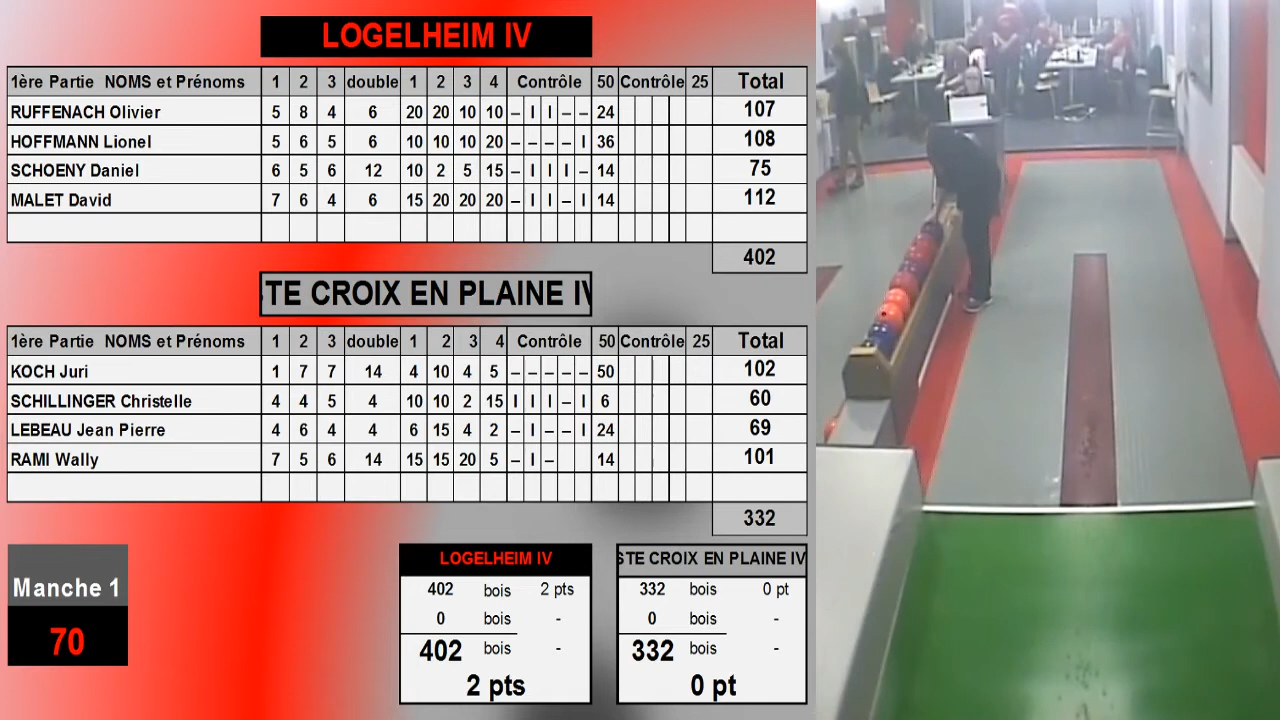 LOGELHEIM IV
1ère Partie NOMS et Prénoms 1 2 3 double 1 2 3 4 Contrôle 50 Contrôle 25 Total
RUFFENACH Olivier 5 8 4 6 20 20 10 10 – I I – – 24 107
HOFFMANN Lionel 5 6 5 6 10 10 10 20 – – – – I 36 108
SCHOENY Daniel 6 5 6 12 10 2 5 15 – I I I – 14 75
MALET David 7 6 4 6 15 20 20 20 – I I – I 14 112
402
STE CROIX EN PLAINE IV
1ère Partie NOMS et Prénoms 1 2 3 double 1 2 3 4 Contrôle 50 Contrôle 25 Total
KOCH Juri 1 7 7 14 4 10 4 5 – – – – – 50 102
SCHILLINGER Christelle 4 4 5 4 10 10 2 15 I I I – I 6 60
LEBEAU Jean Pierre 4 6 4 4 6 15 4 2 – I – – I 24 69
RAMI Wally 7 5 6 14 15 15 20 5 – I – 14 101
332
Manche 1
70
LOGELHEIM IV
402 bois 2 pts
0 bois -
402 bois -
2 pts
STE CROIX EN PLAINE IV
332 bois 0 pt
0 bois -
332 bois -
0 pt